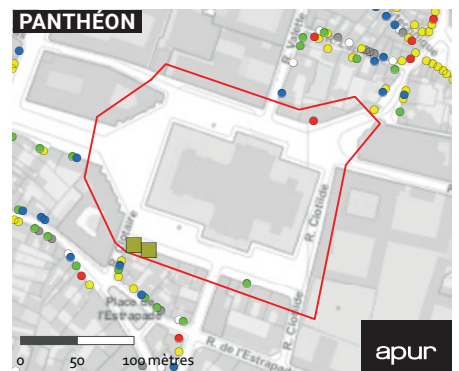 PANTHÉON
R. Clotilde
R. Clotilde
Place de
l'Estrapade
R. de l'Estrapade
0 50 100 mètres
apur